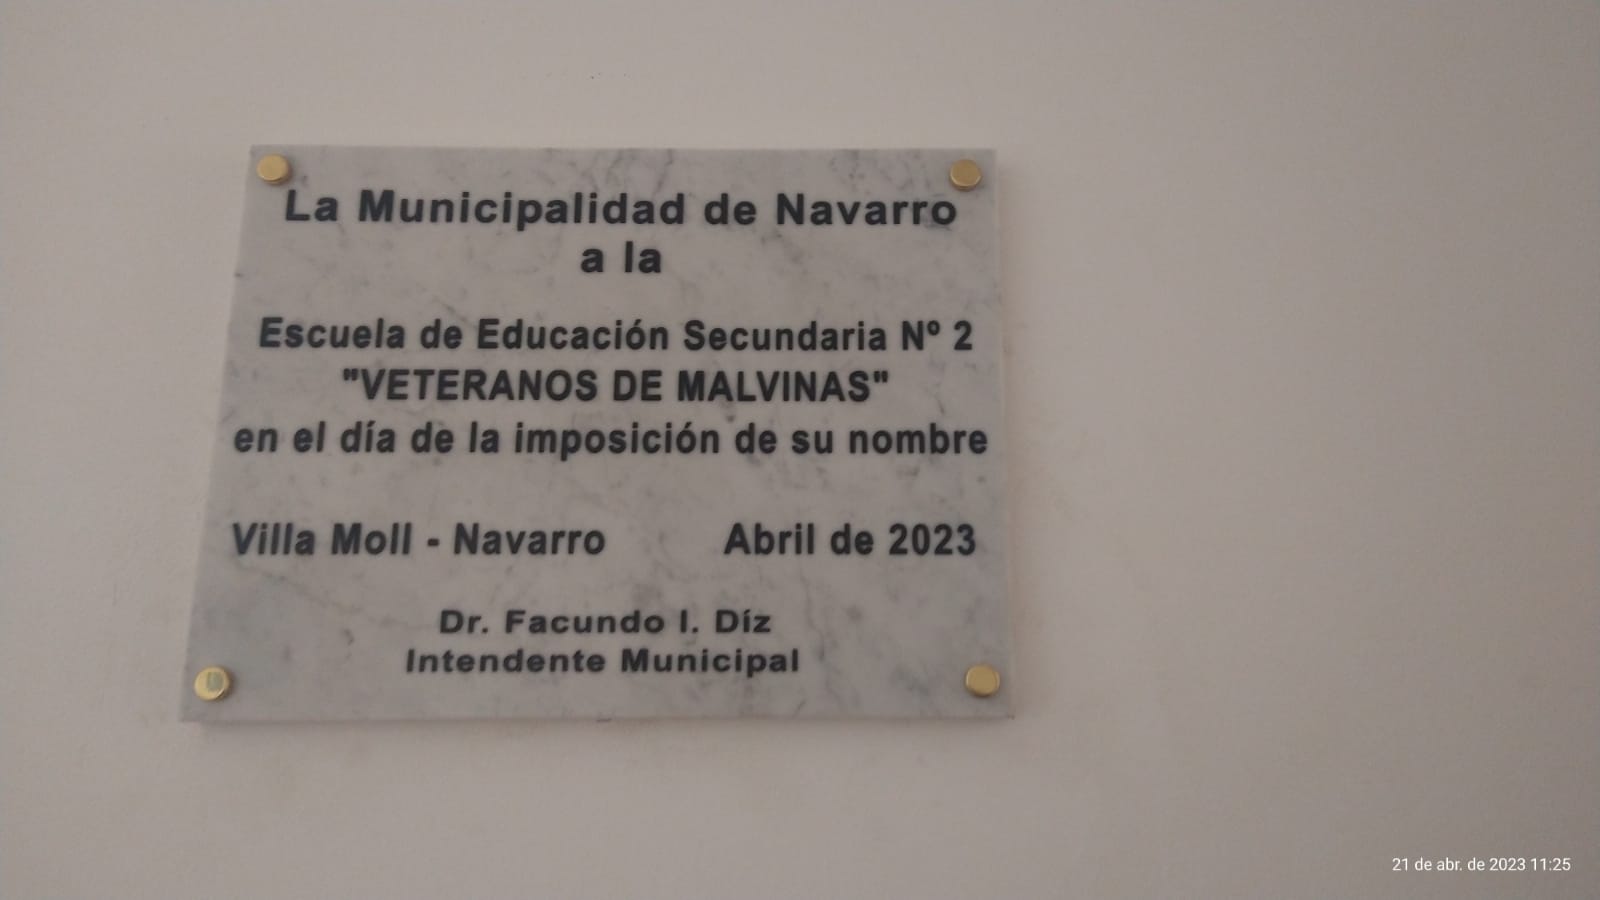 La Municipalidad de Navarro
a la
Escuela de Educación Secundaria Nº 2
"VETERANOS DE MALVINAS"
en el día de la imposición de su nombre
Villa Moll - Navarro Abril de 2023
Dr. Facundo I. Díz
Intendente Municipal
21 de abr. de 2023 11:25